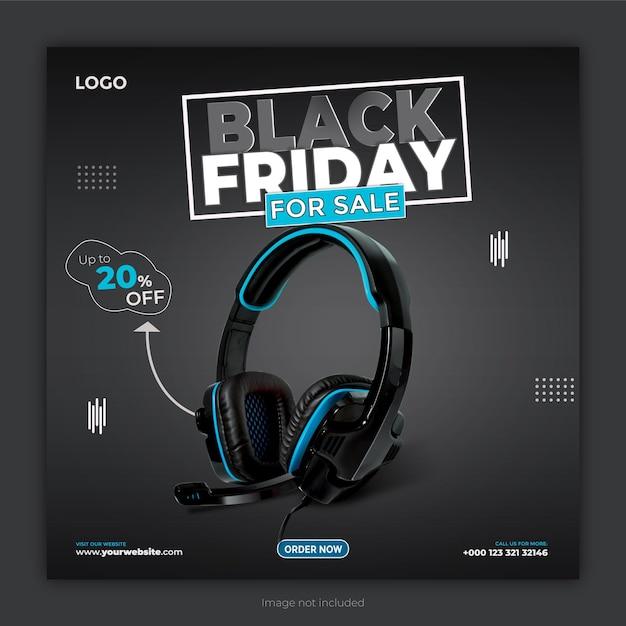 LOGO
BLACK
FRIDAY
FOR SALE
Up to
20%
OFF
VISIT OUR WEBSITE
www.yourwebsite.com
ORDER NOW
CALL US FOR MORE
+000 123 321 32146
Image not included